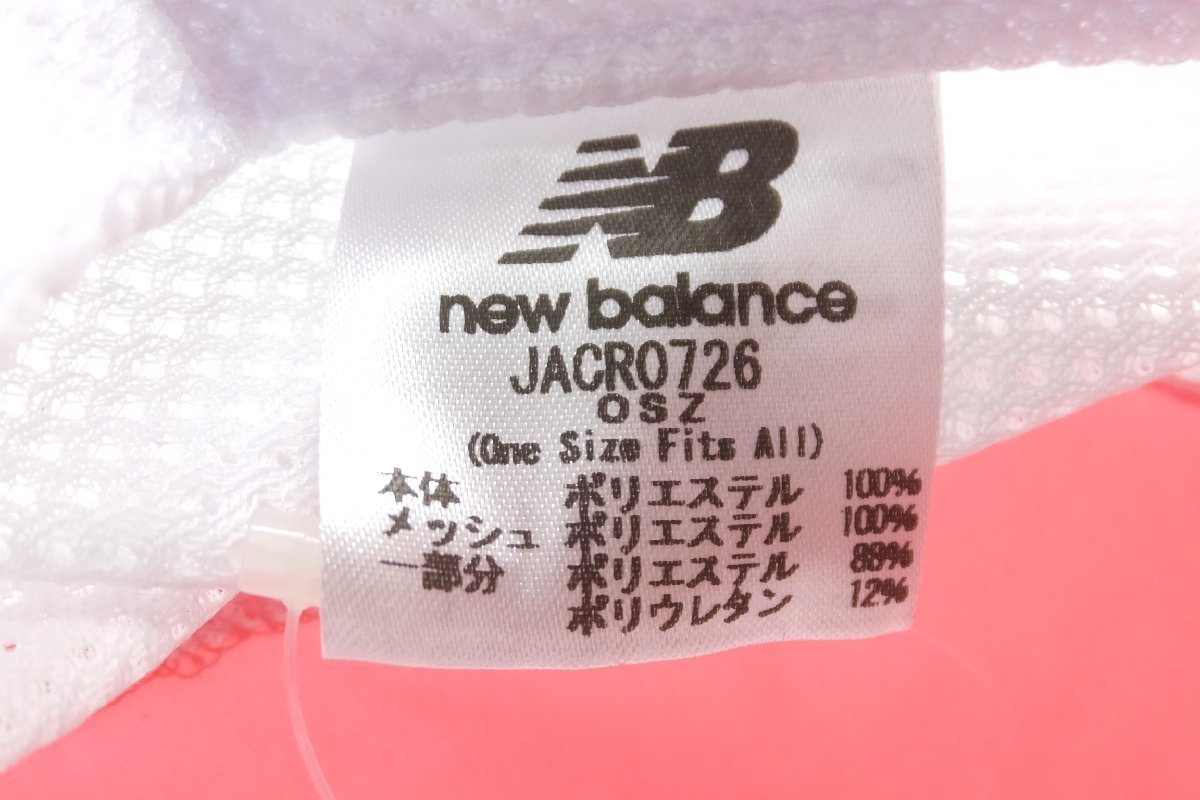 NB
new balance
JACR0726
OSZ
(One Size Fits All)
本体 ポリエステル 100%
メッシュ ポリエステル 100%
一部分 ポリエステル 88%
ポリウレタン 12%